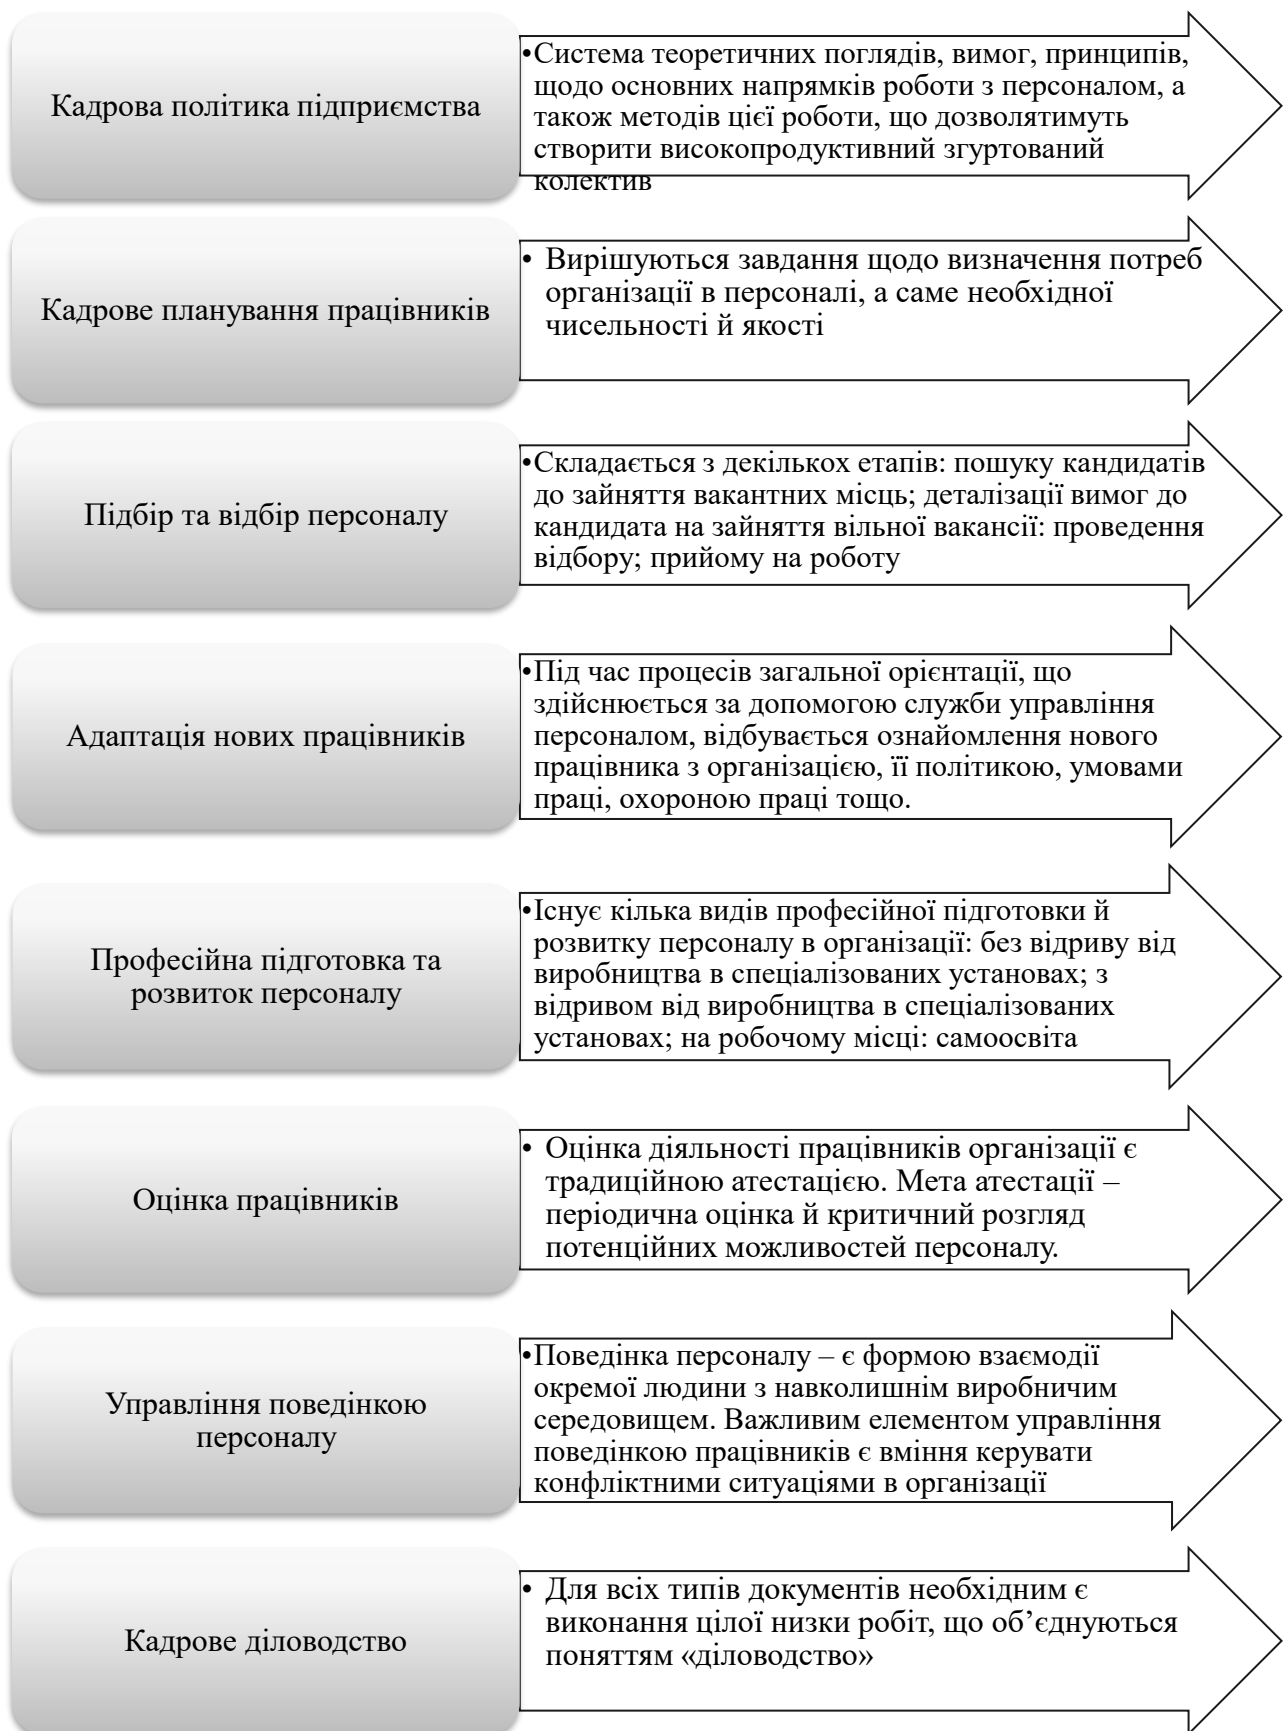 Кадрова політика підприємства
•Система теоретичних поглядів, вимог, принципів,
щодо основних напрямків роботи з персоналом, а
також методів цієї роботи, що дозволятимуть
створити високопродуктивний згуртований
колектив
Кадрове планування працівників
• Вирішуються завдання щодо визначення потреб
організації в персоналі, а саме необхідної
чисельності й якості
Підбір та відбір персоналу
•Складається з декількох етапів: пошуку кандидатів
до зайняття вакантних місць; деталізації вимог до
кандидата на зайняття вільної вакансії: проведення
відбору; прийому на роботу
Адаптація нових працівників
•Під час процесів загальної орієнтації, що
здійснюється за допомогою служби управління
персоналом, відбувається ознайомлення нового
працівника з організацією, її політикою, умовами
праці, охороною праці тощо.
Професійна підготовка та
розвиток персоналу
•Існує кілька видів професійної підготовки й
розвитку персоналу в організації: без відриву від
виробництва в спеціалізованих установах; з
відривом від виробництва в спеціалізованих
установах; на робочому місці: самоосвіта
Оцінка працівників
• Оцінка діяльності працівників організації є
традиційною атестацією. Мета атестації –
періодична оцінка й критичний розгляд
потенційних можливостей персоналу.
Управління поведінкою
персоналу
•Поведінка персоналу – є формою взаємодії
окремої людини з навколишнім виробничим
середовищем. Важливим елементом управління
поведінкою працівників є вміння керувати
конфліктними ситуаціями в організації
Кадрове діловодство
• Для всіх типів документів необхідним є
виконання цілої низки робіт, що об’єднуються
поняттям «діловодство»